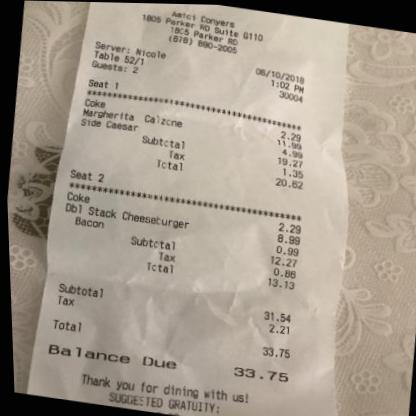 Amici Conyers
1805 Parker RD Suite G110
1805 Parker RD
(678) 890-2005
Server: Nicole 06/10/2018
Table 52/1 1:02 PM
Guests: 2 30004
Seat 1
****************************************
Coke 2.29
Margherita Calzone 11.99
Side Caesar 4.99
Subtotal 19.27
Tax 1.35
Total 20.62
Seat 2
****************************************
Coke 2.29
Dbl Stack Cheeseburger 8.99
Bacon 0.99
Subtotal 12.27
Tax 0.86
Total 13.13
Subtotal 31.54
Tax 2.21
Total 33.75
Balance Due 33.75
Thank you for dining with us!
SUGGESTED GRATUITY: